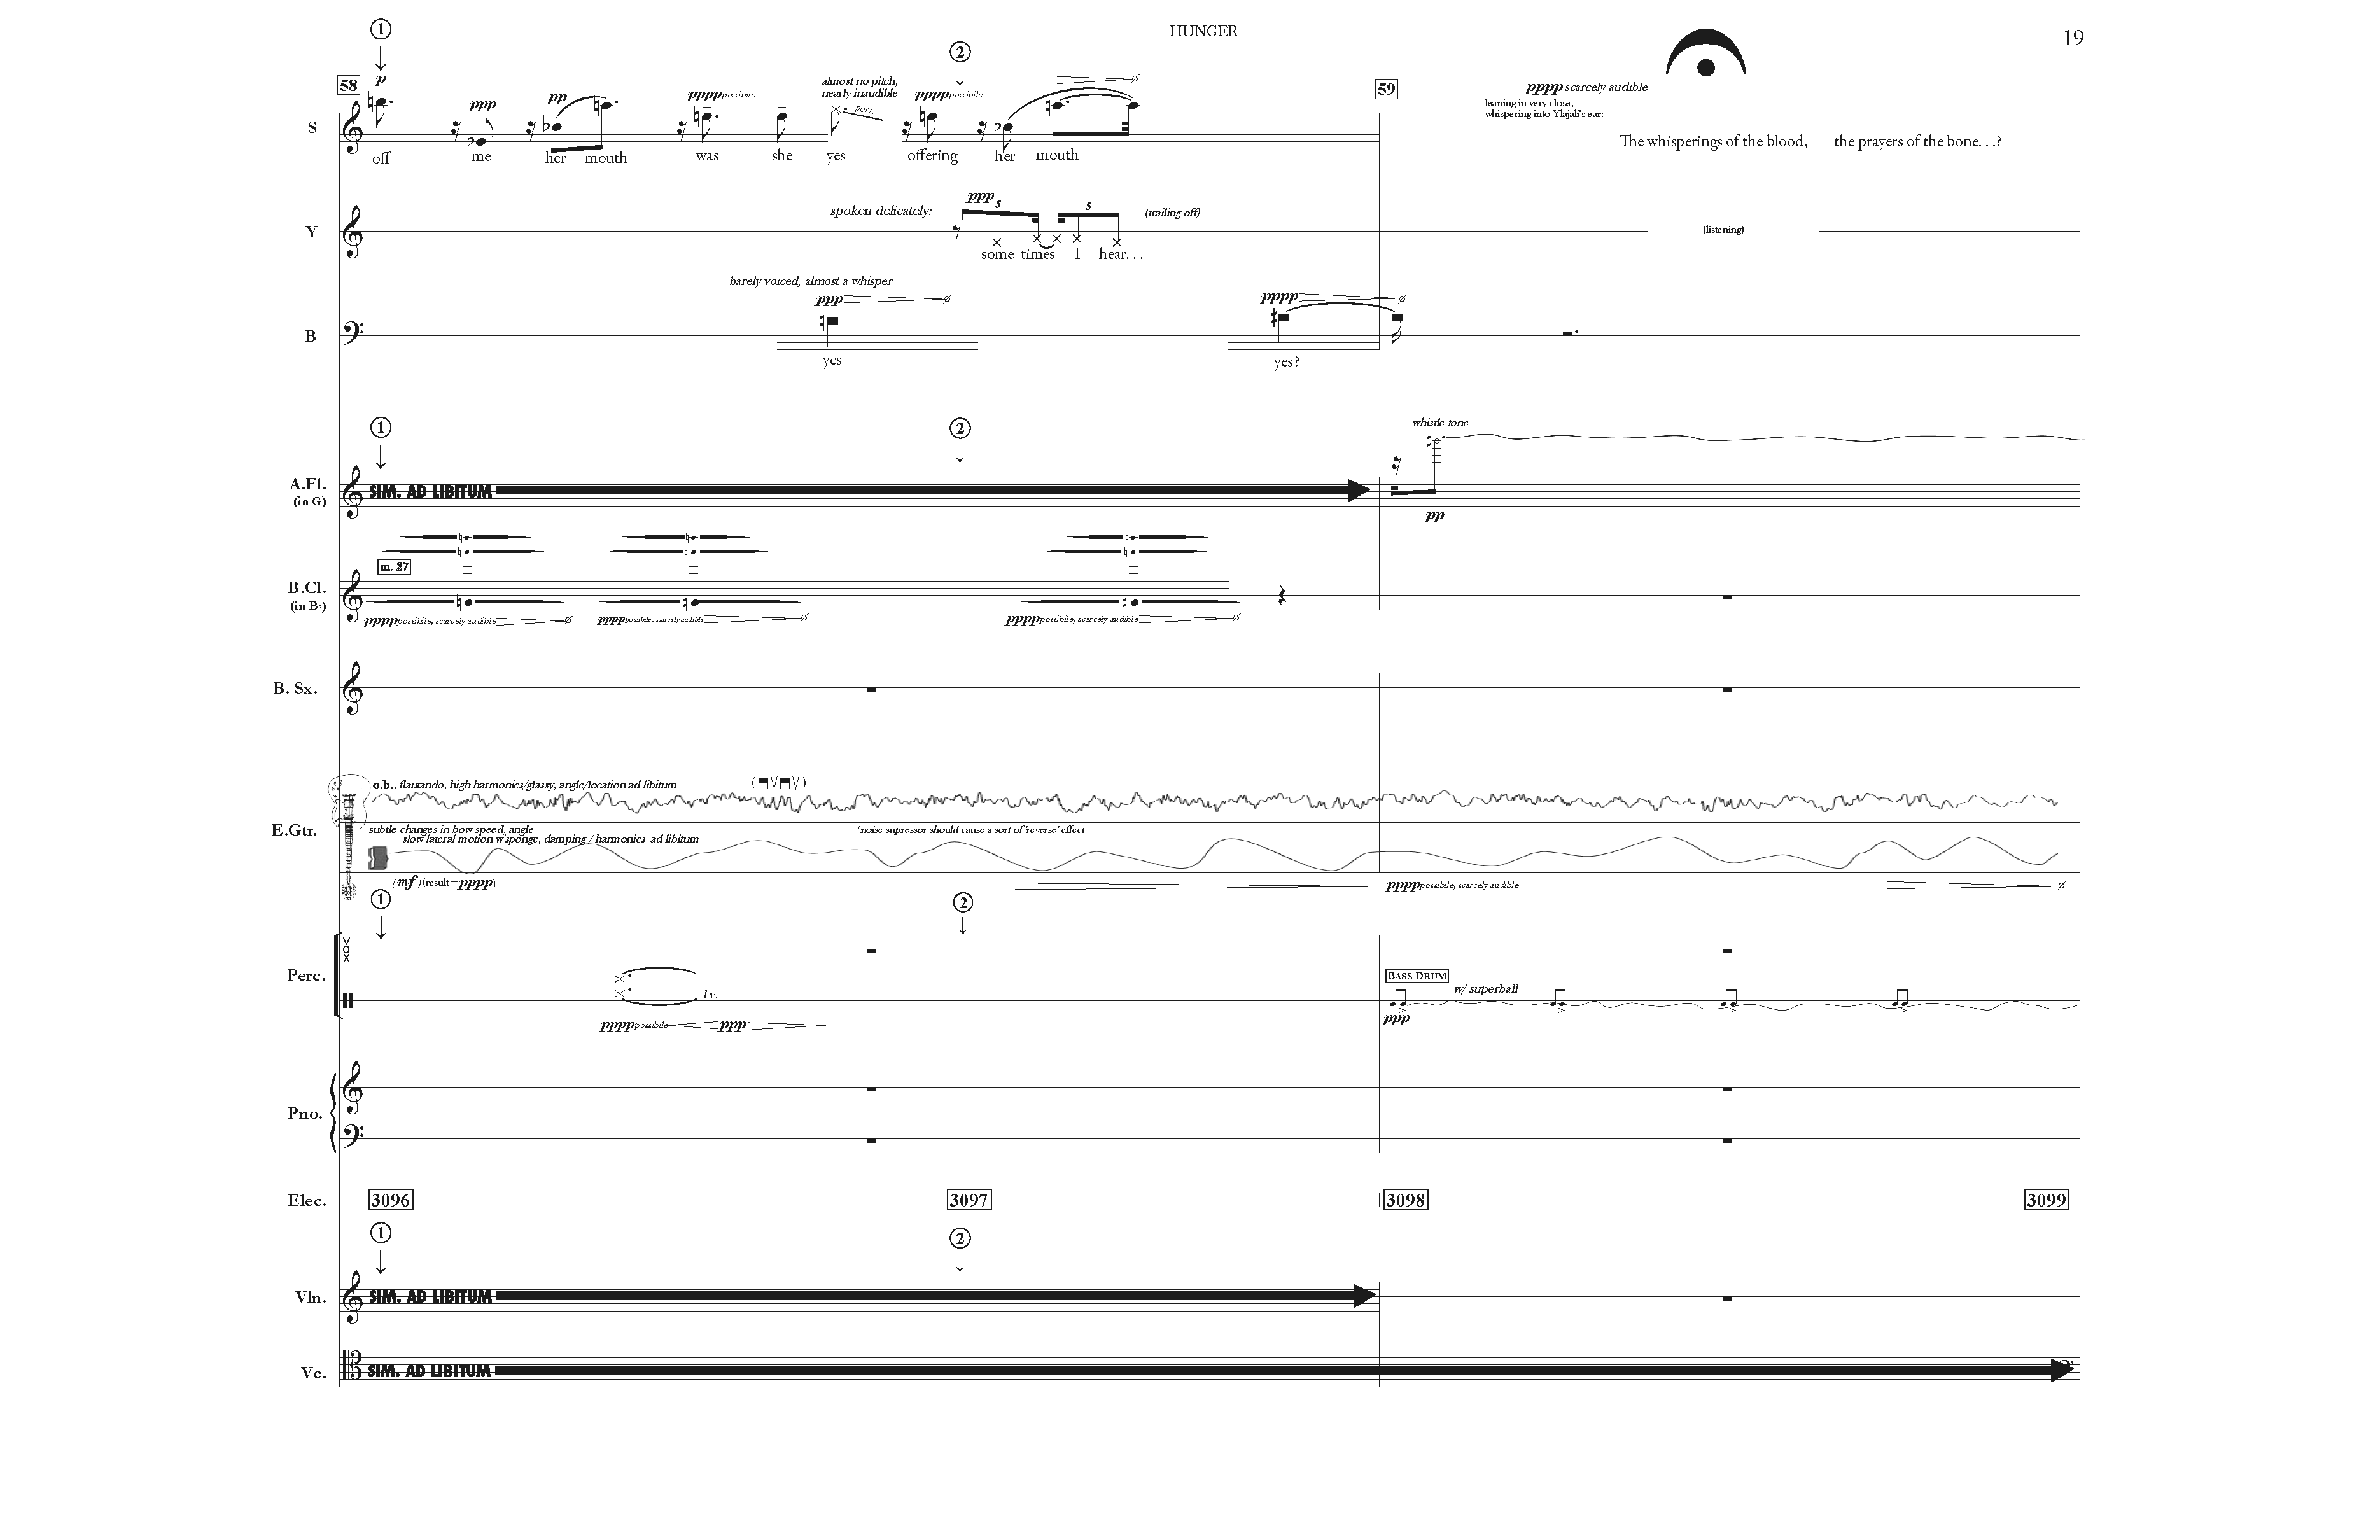 HUNGER
19
1
2
58
p
ppp
pp
pppp possibile
almost no pitch,
nearly inaudible
port.
pppp possibile
59
pppp scarcely audible
leaning in very close,
whispering into Ylajali's ear:
S
off– me her mouth was she yes offering her mouth
The whisperings of the blood, the prayers of the bone. . .?
spoken delicately:
ppp
5
5
(trailing off)
Y
(listening)
some times I hear. . .
barely voiced, almost a whisper
ppp
pppp
B
yes
yes?
1
2
whistle tone
A.Fl.
(in G)
SIM. AD LIBITUM
pp
m. 27
B.Cl.
(in B♭)
pppp possibile, scarcely audible
pppp possibile, scarcely audible
pppp possibile, scarcely audible
B. Sx.
o.b., flautando, high harmonics/glassy, angle/location ad libitum
E.Gtr.
subtle changes in bow speed, angle
*noise supressor should cause a sort of 'reverse' effect
slow lateral motion w/sponge, damping / harmonics ad libitum
(mf) (result=pppp)
pppp possibile, scarcely audible
1
2
VOX
Perc.
BASS DRUM
l.v.
w/ superball
pppp possibile
ppp
ppp
Pno.
Elec.
3096
3097
3098
3099
1
2
Vln.
SIM. AD LIBITUM
Vc.
SIM. AD LIBITUM